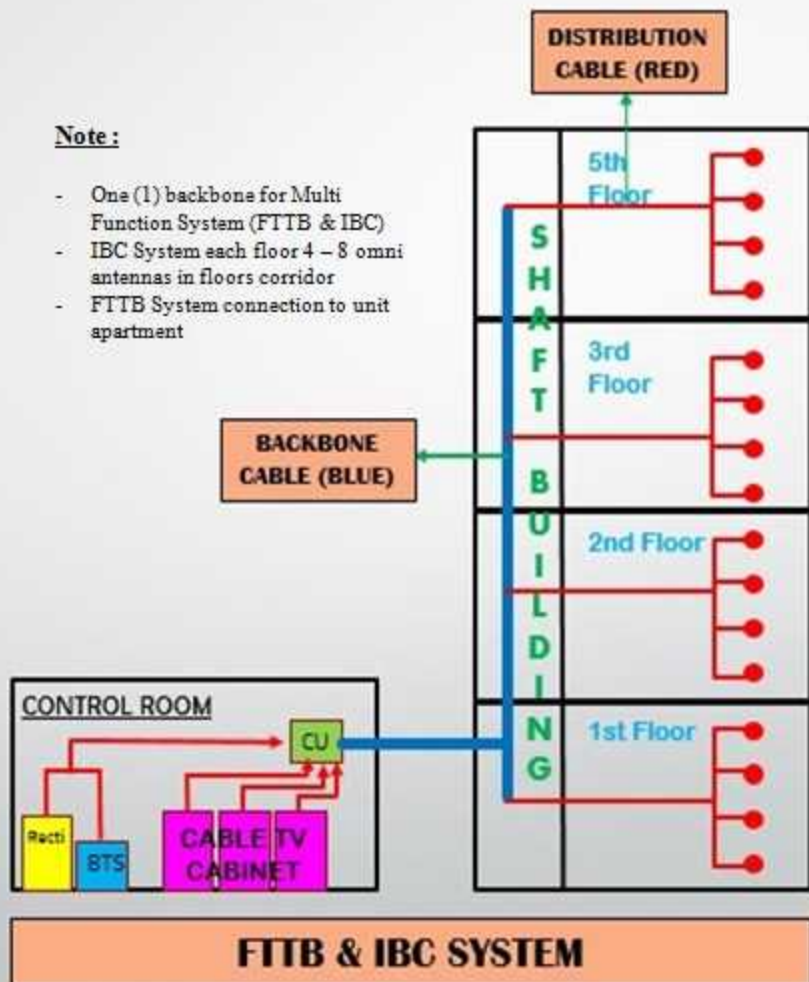 DISTRIBUTION
CABLE (RED)
Note :
- One (1) backbone for Multi
Function System (FTTB & IBC)
- IBC System each floor 4 – 8 omni
antennas in floors corridor
- FTTB System connection to unit
apartment
5th
Floor
3rd
Floor
2nd Floor
1st Floor
SHAFT BUILDING
BACKBONE
CABLE (BLUE)
CONTROL ROOM
CU
Recti
BTS
CABLE TV
CABINET
FTTB & IBC SYSTEM